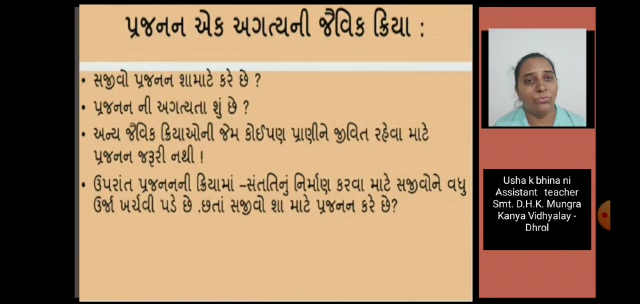 પ્રજનન એક અગત્યની જૈવિક ક્રિયા :
• સજીવો પ્રજનન શામાટે કરે છે ?
• પ્રજનન ની અગત્યતા શું છે ?
• અન્ય જૈવિક ક્રિયાઓની જેમ કોઈપણ પ્રાણીને જીવિત રહેવા માટે
પ્રજનન જરૂરી નથી !
• ઉપરાંત પ્રજનનની ક્રિયામાં –સંતતિનું નિર્માણ કરવા માટે સજીવોને વધુ
ઉર્જા ખર્ચવી પડે છે .છતાં સજીવો શા માટે પ્રજનન કરે છે?
Usha k bhina ni
Assistant teacher
Smt. D.H.K. Mungra
Kanya Vidhyalay -
Dhrol